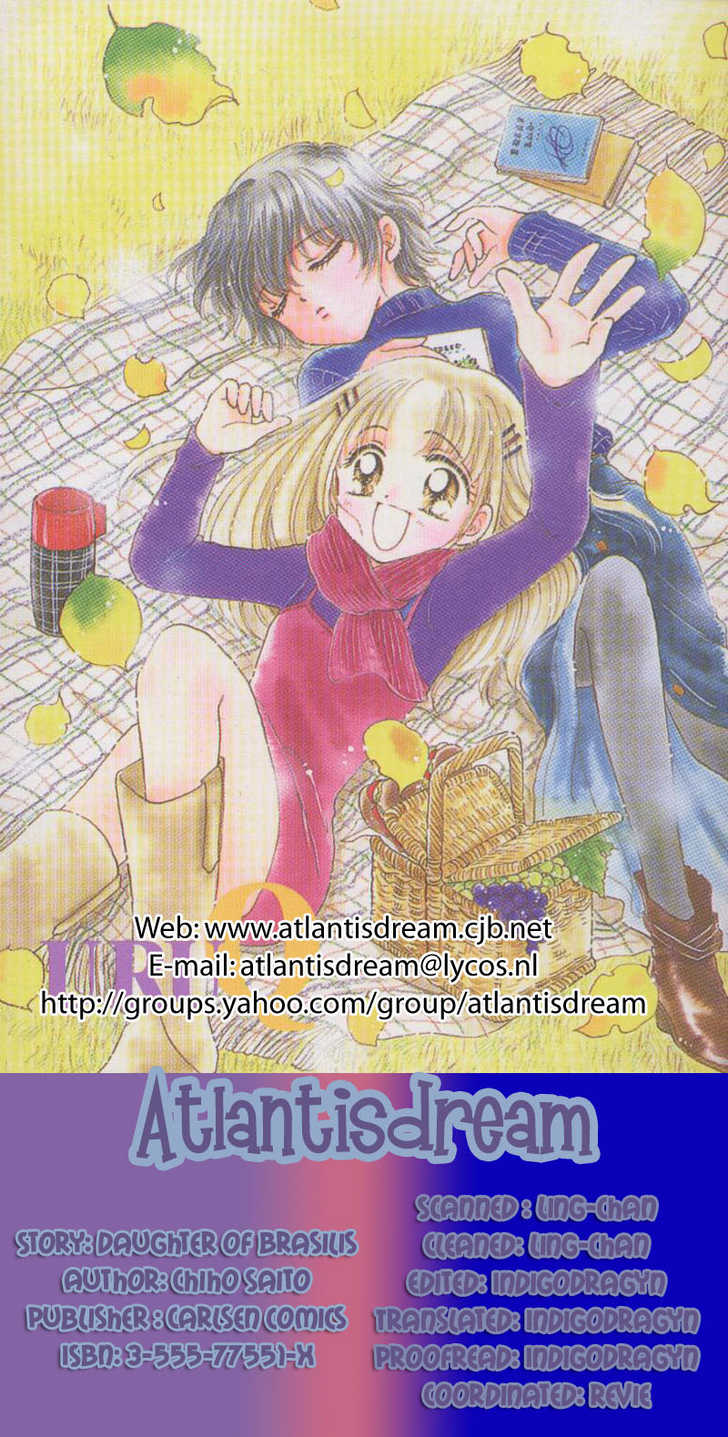 Web: www.atlantisdream.cjb.net
E-mail: atlantisdream@lycos.nl
http://groups.yahoo.com/group/atlantisdream
Atlantisdream
STORY: DAUGHTER OF BRASILIS
AUTHOR: CHIHO SAITO
PUBLISHER : CARLSEN COMICS
ISBN: 3-555-77551-X
SCANNED : LING-CHAN
CLEANED: LING-CHAN
EDITED: INDIGODRAGYN
TRANSLATED: INDIGODRAGYN
PROOFREAD: INDIGODRAGYN
COORDINATED: REVIE